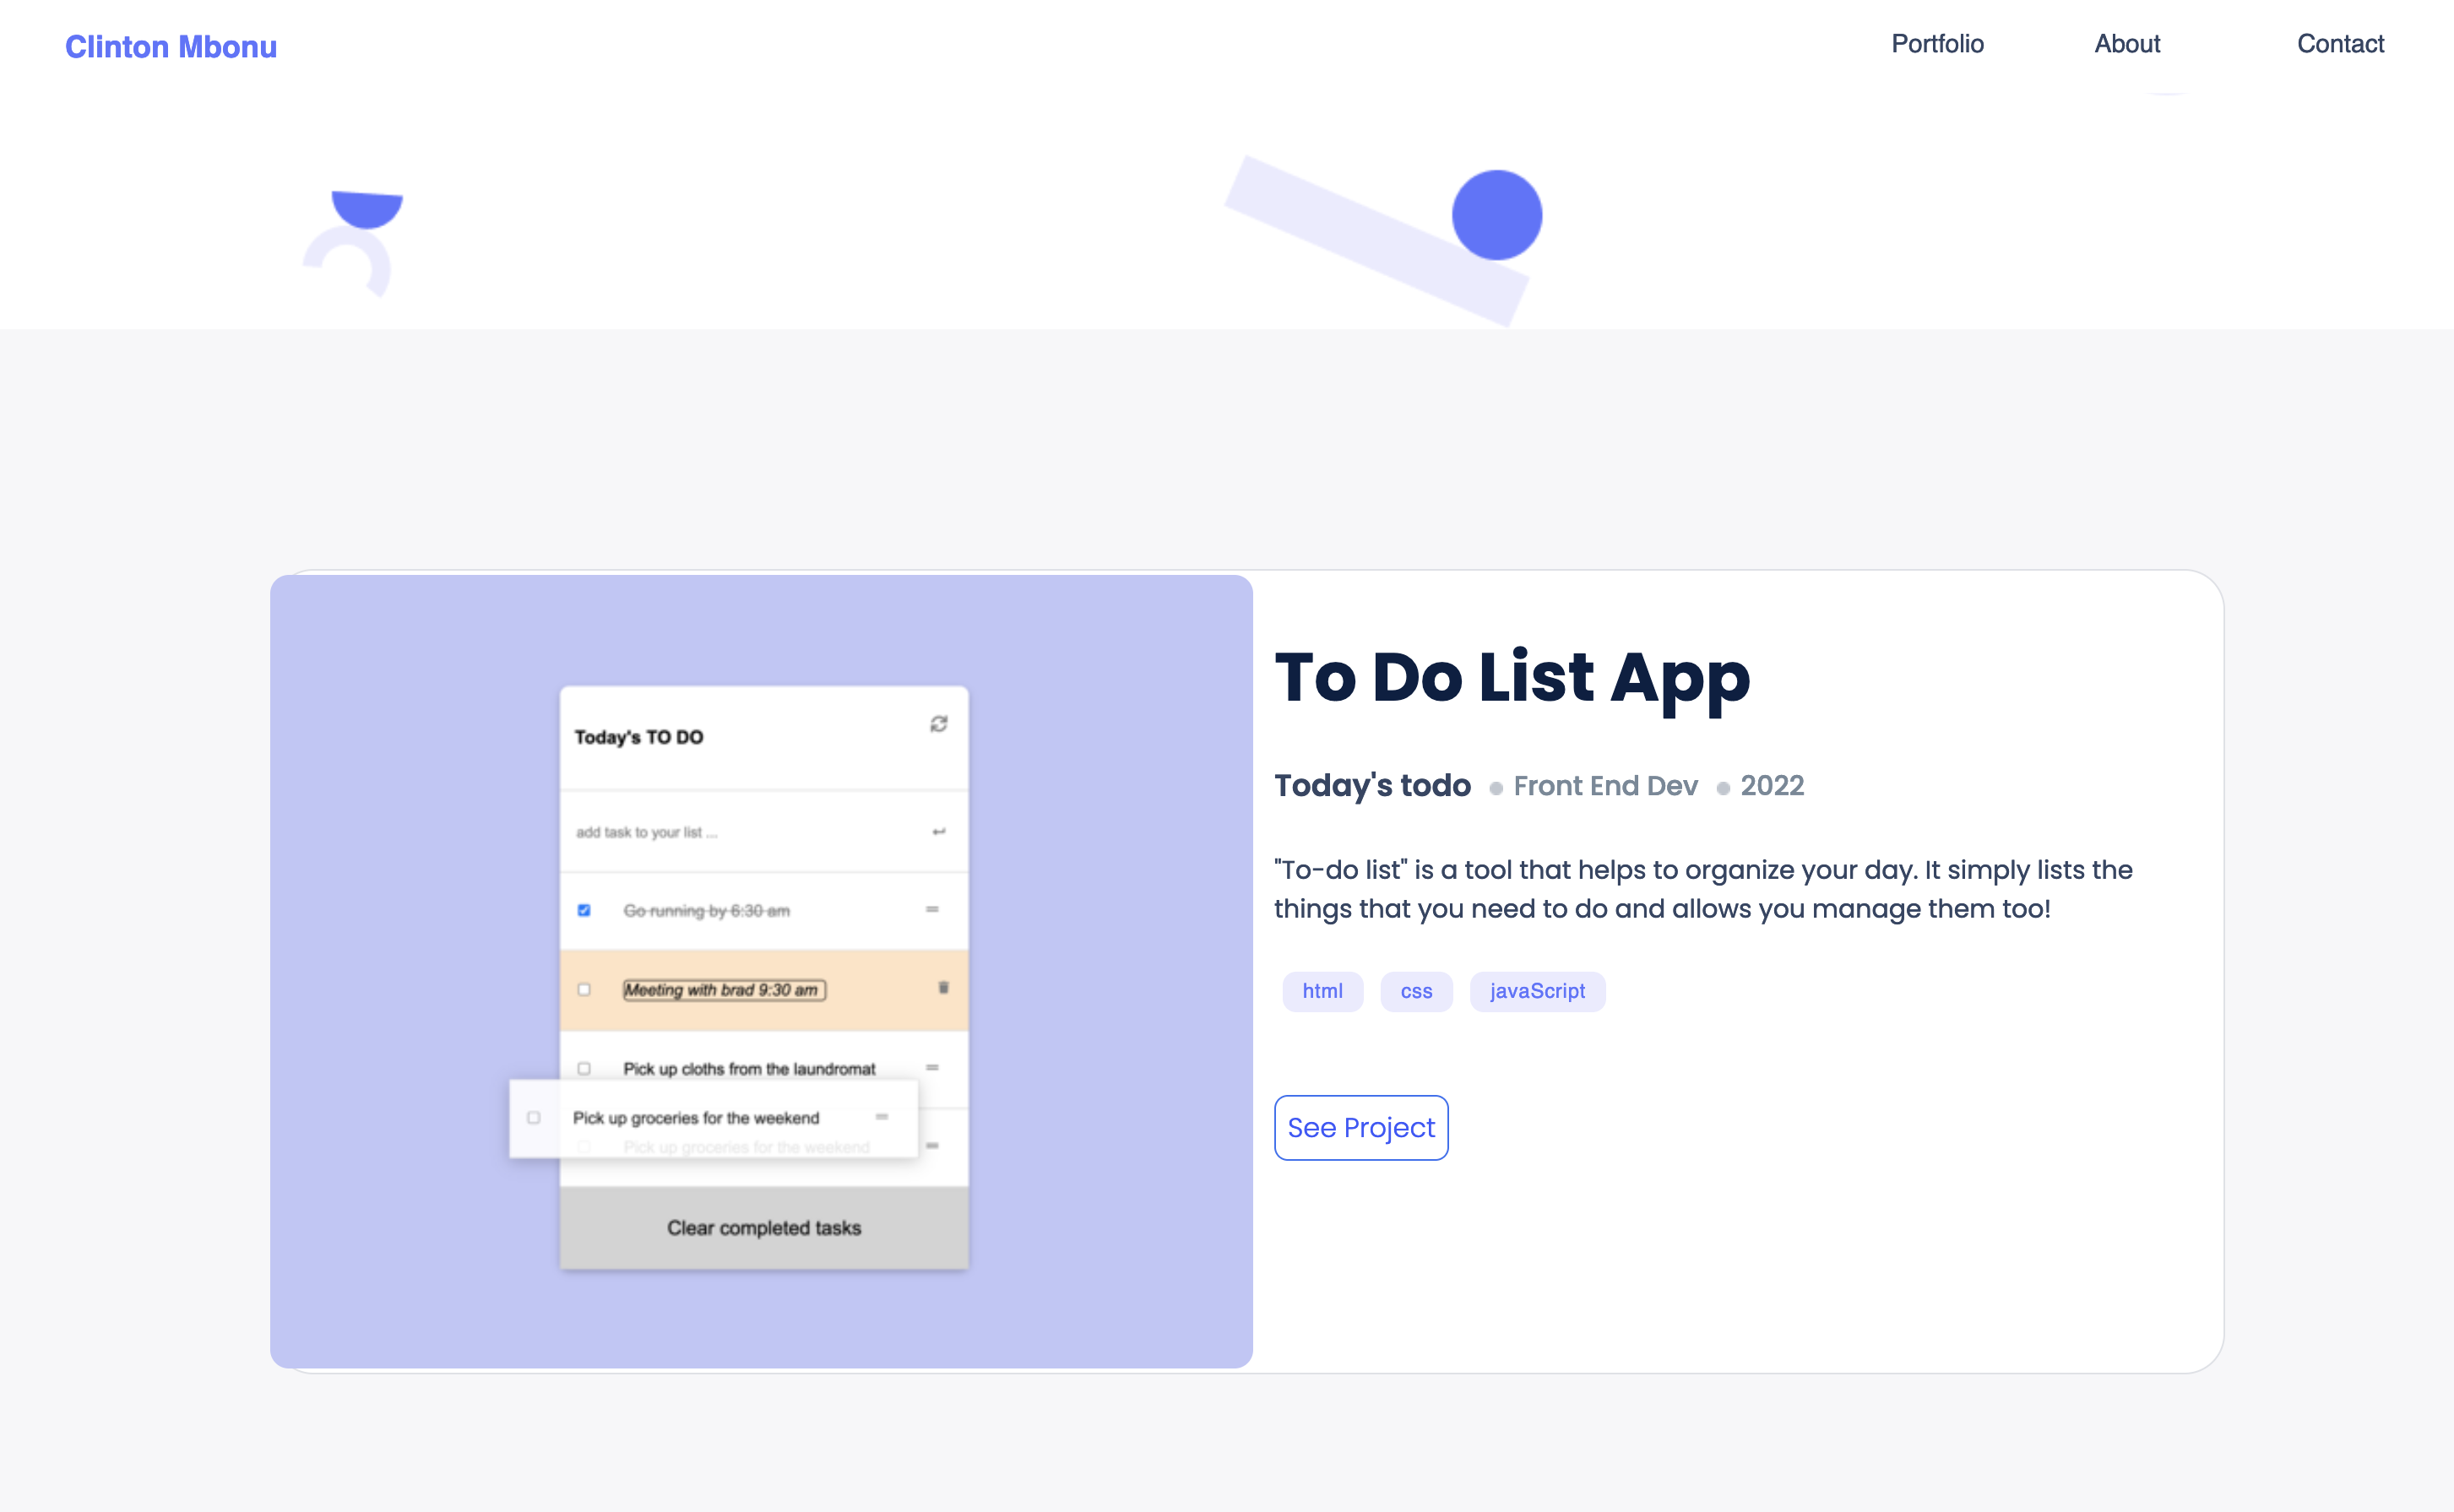 Clinton Mbonu
Portfolio
About
Contact
Today's TO DO
add task to your list ...
Go running by 6:30 am
Meeting with brad 9:30 am
Pick up cloths from the laundromat
Pick up groceries for the weekend
Pick up groceries for the weekend
Clear completed tasks
To Do List App
Today's todo Front End Dev 2022
"To-do list" is a tool that helps to organize your day. It simply lists the
things that you need to do and allows you manage them too!
html css javaScript
See Project